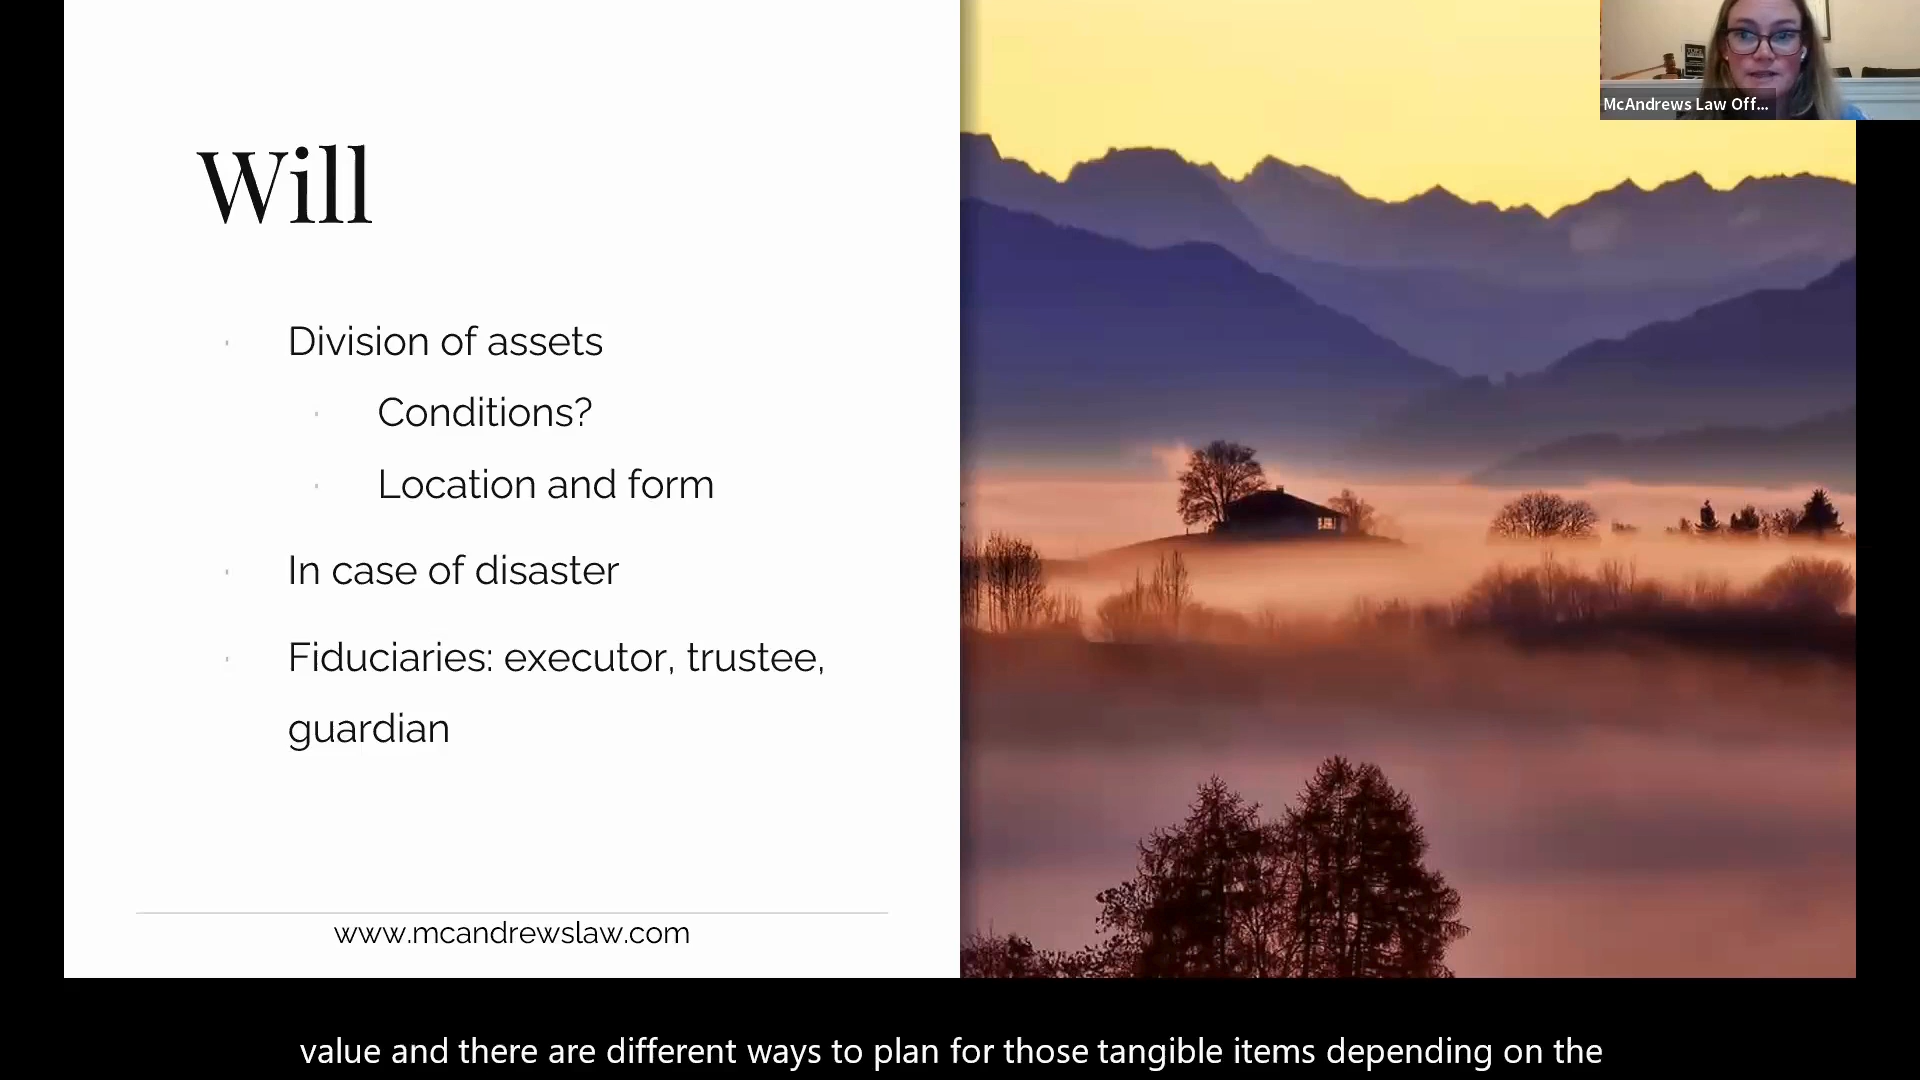 McAndrews Law Off...
Will
Division of assets
Conditions?
Location and form
In case of disaster
Fiduciaries: executor, trustee,
guardian
www.mcandrewslaw.com
value and there are different ways to plan for those tangible items depending on the